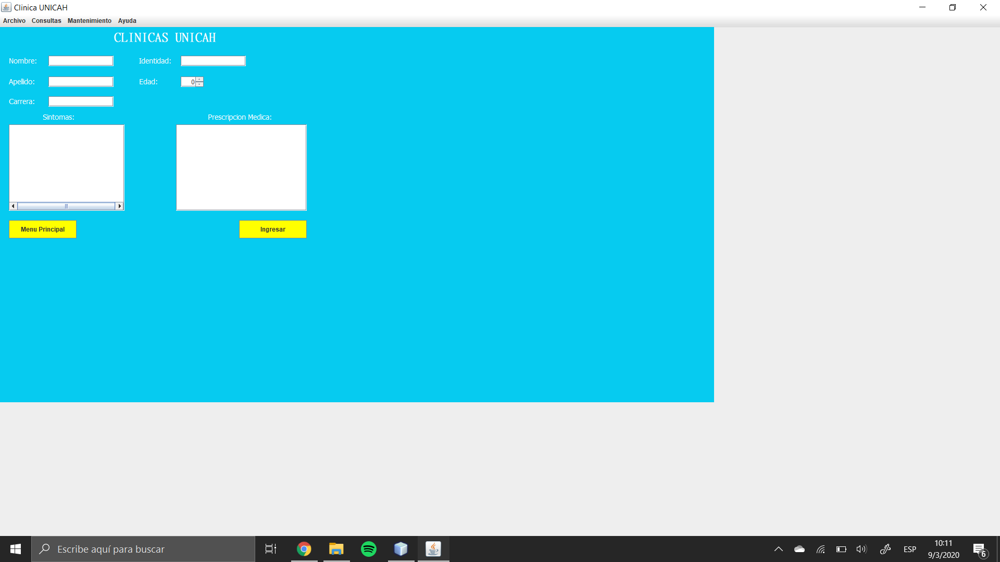 Clinica UNICAH
Archivo Consultas Mantenimiento Ayuda
CLINICAS UNICAH
Nombre: Identidad:
Apellido: Edad: 0
Carrera:
Sintomas: Prescripcion Medica:
Menu Principal Ingresar
Escribe aquí para buscar
ESP
10:11
9/3/2020
6